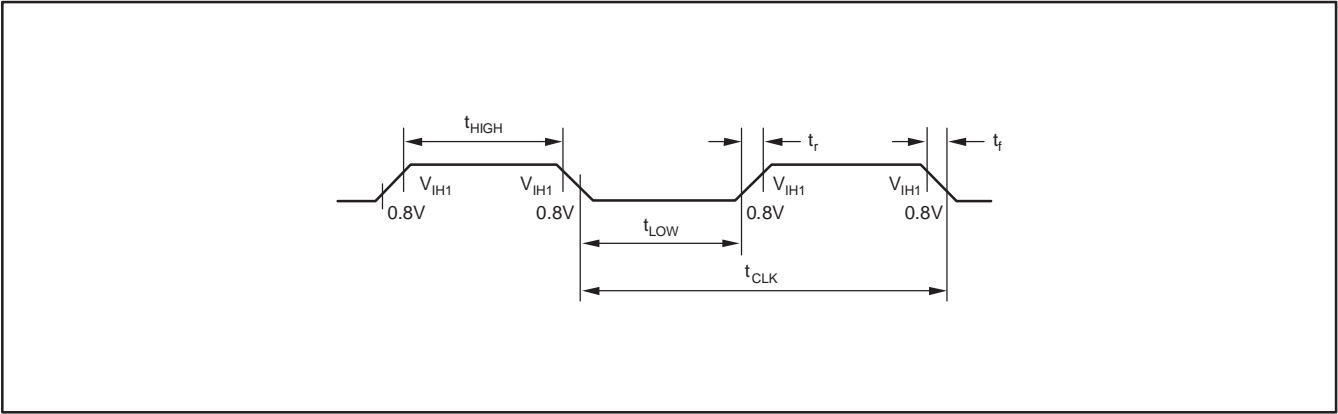 tHIGH
tr
tf
VIH1 VIH1 VIH1 VIH1
0.8V 0.8V 0.8V 0.8V
tLOW
tCLK